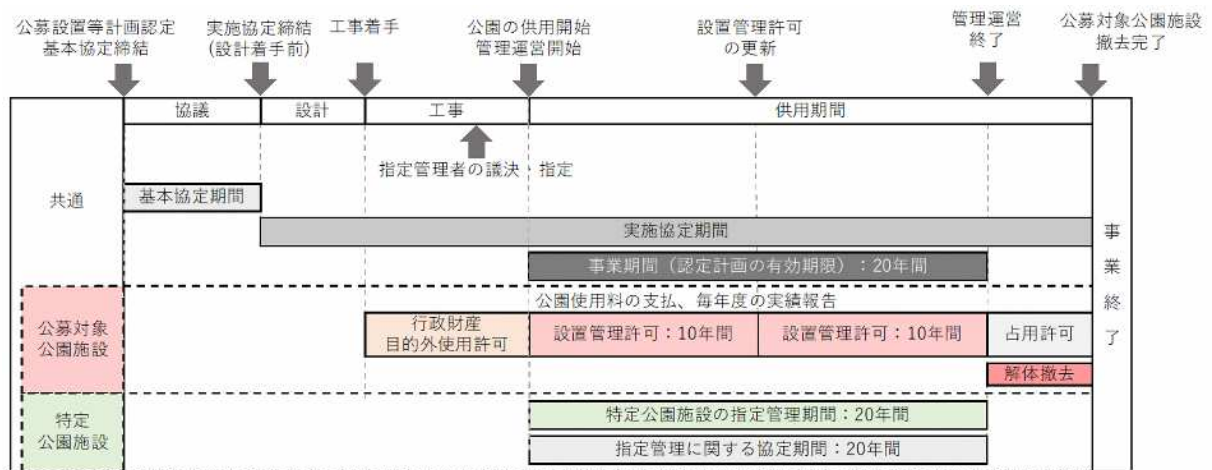 公募設置等計画認定
基本協定締結
実施協定締結
(設計着手前)
工事着手
公園の供用開始
管理運営開始
設置管理許可
の更新
管理運営
終了
公募対象公園施設
撤去完了
協議
設計
工事
供用期間
指定管理者の議決・指定
共通
基本協定期間
実施協定期間
事業期間（認定計画の有効期限）：20年間
事業終了
公園使用料の支払、毎年度の実績報告
公募対象
公園施設
行政財産
目的外使用許可
設置管理許可：10年間
設置管理許可：10年間
占用許可
解体撤去
特定
公園施設
特定公園施設の指定管理期間：20年間
指定管理に関する協定期間：20年間